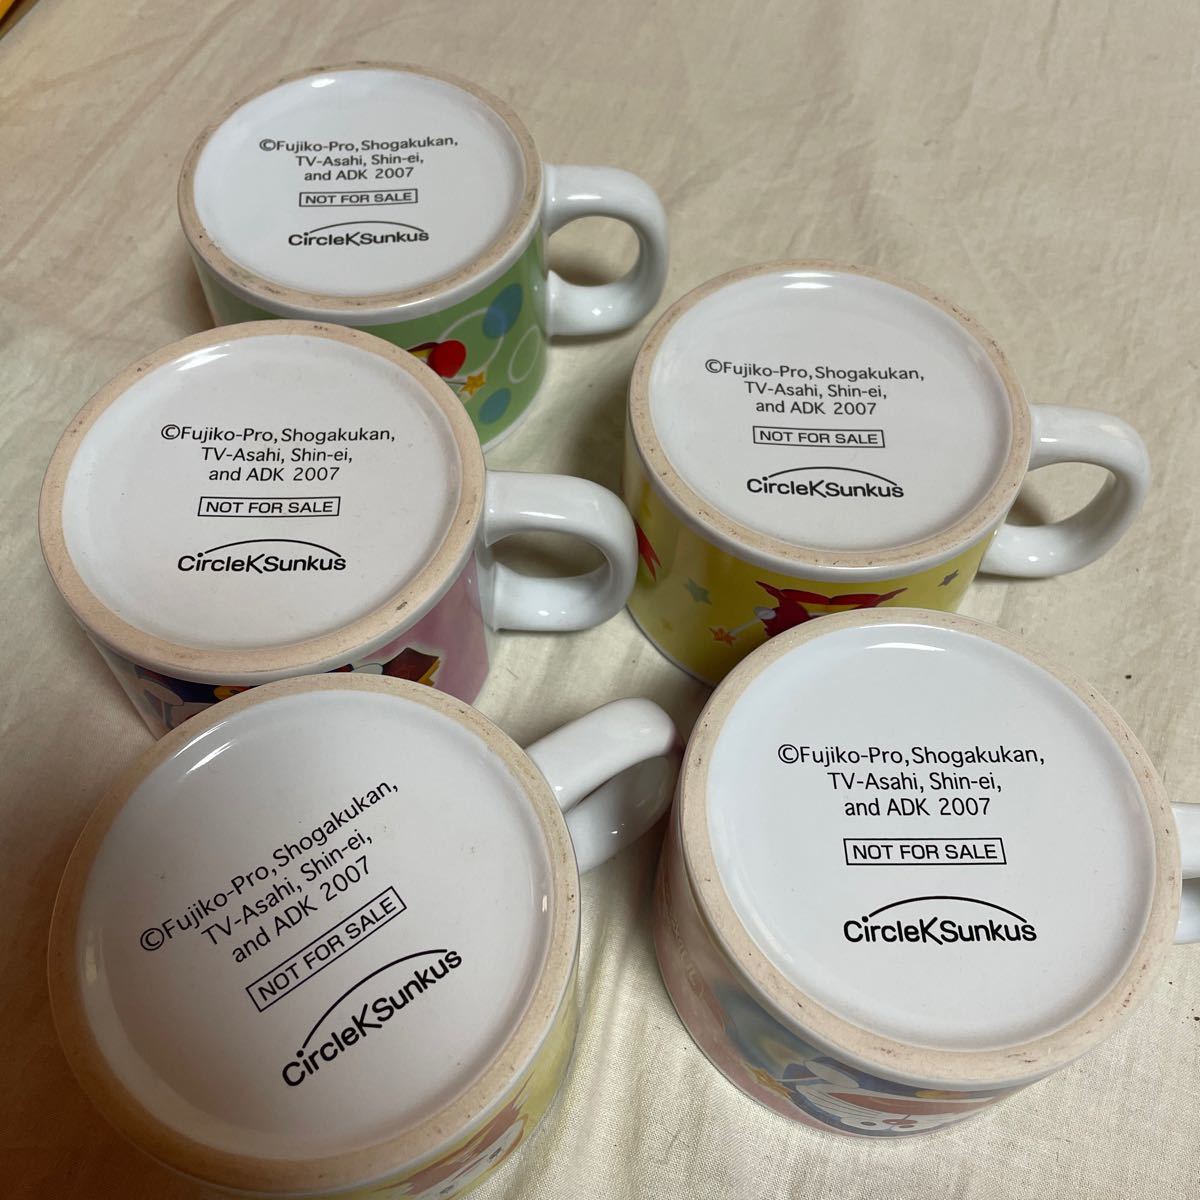 ©Fujiko-Pro, Shogakukan,
TV-Asahi, Shin-ei,
and ADK 2007
NOT FOR SALE
CircleKSunkus
©Fujiko-Pro, Shogakukan,
TV-Asahi, Shin-ei,
and ADK 2007
NOT FOR SALE
CircleKSunkus
©Fujiko-Pro, Shogakukan,
TV-Asahi, Shin-ei,
and ADK 2007
NOT FOR SALE
CircleKSunkus
©Fujiko-Pro, Shogakukan,
TV-Asahi, Shin-ei,
and ADK 2007
NOT FOR SALE
CircleKSunkus
©Fujiko-Pro, Shogakukan,
TV-Asahi, Shin-ei,
and ADK 2007
NOT FOR SALE
CircleKSunkus